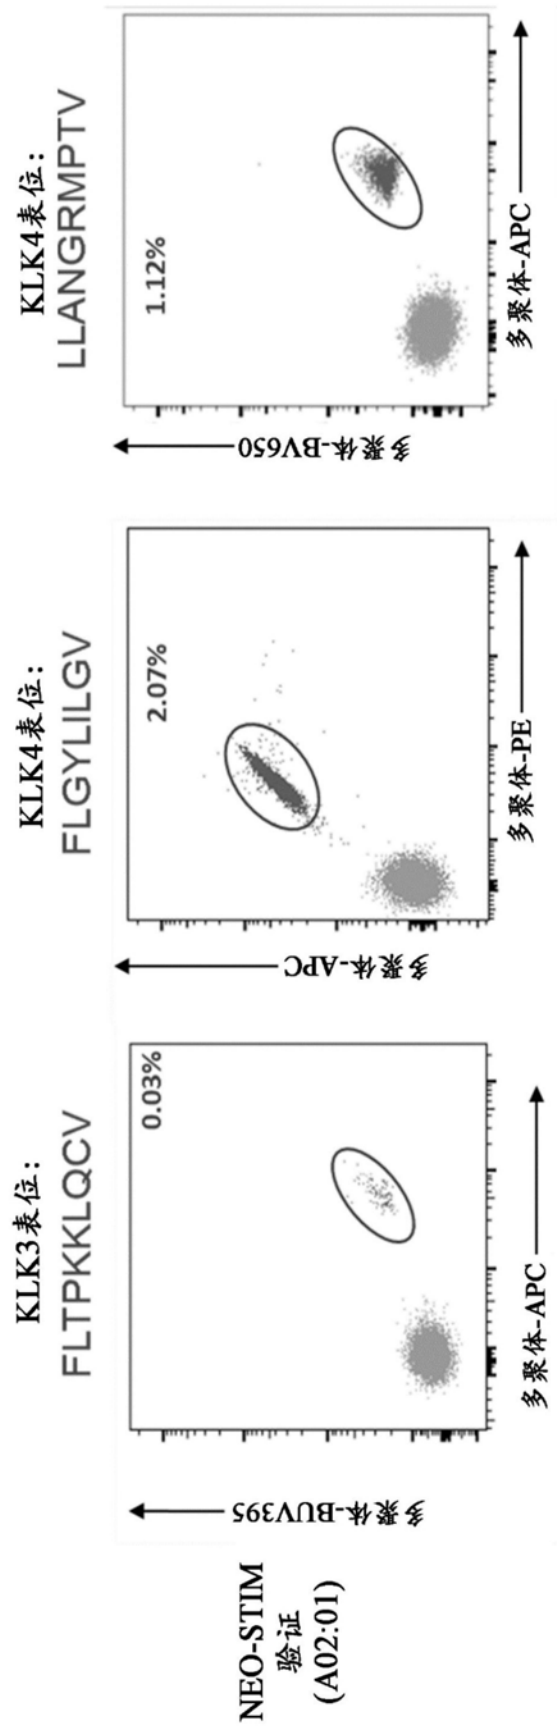 NEO-STIM
验证
(A02:01)
KLK3表位：
FLTPKKLQCV
0.03%
多聚体-BUV395
多聚体-APC
KLK4表位：
FLGYLILGV
2.07%
多聚体-APC
多聚体-PE
KLK4表位：
LLANGRMPTV
1.12%
多聚体-BV650
多聚体-APC